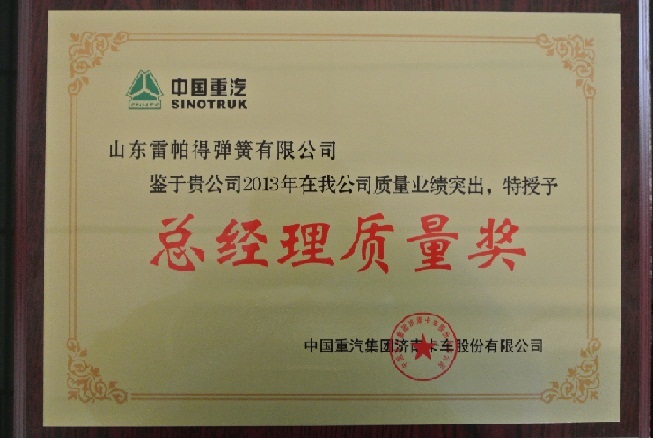 中国重汽
SINOTRUK
山东雷帕得弹簧有限公司
鉴于贵公司2013年在我公司质量业绩突出，特授予
总经理质量奖
中国重汽集团济南卡车股份有限公司